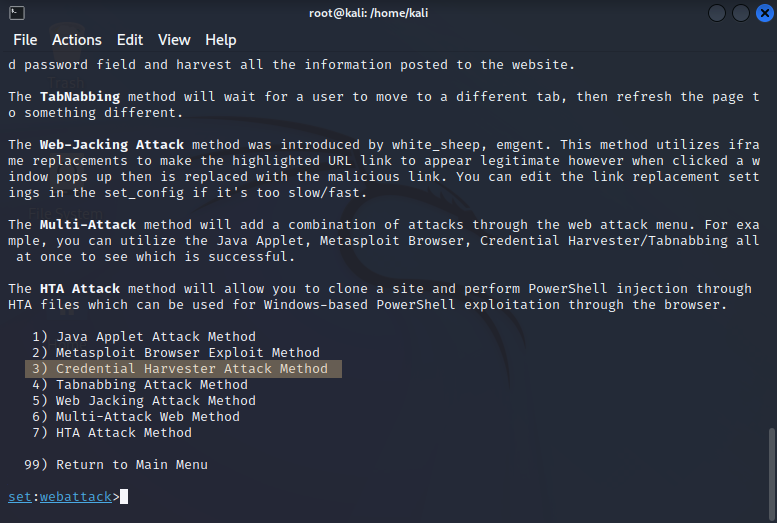 root@kali: /home/kali
File Actions Edit View Help
d password field and harvest all the information posted to the website.
The TabNabbing method will wait for a user to move to a different tab, then refresh the page t
o something different.
The Web-Jacking Attack method was introduced by white_sheep, emgent. This method utilizes ifra
me replacements to make the highlighted URL link to appear legitimate however when clicked a w
indow pops up then is replaced with the malicious link. You can edit the link replacement sett
ings in the set_config if it's too slow/fast.
The Multi-Attack method will add a combination of attacks through the web attack menu. For exa
mple, you can utilize the Java Applet, Metasploit Browser, Credential Harvester/Tabnabbing all
at once to see which is successful.
The HTA Attack method will allow you to clone a site and perform PowerShell injection through
HTA files which can be used for Windows-based PowerShell exploitation through the browser.
1) Java Applet Attack Method
2) Metasploit Browser Exploit Method
3) Credential Harvester Attack Method
4) Tabnabbing Attack Method
5) Web Jacking Attack Method
6) Multi-Attack Web Method
7) HTA Attack Method
99) Return to Main Menu
set:webattack>